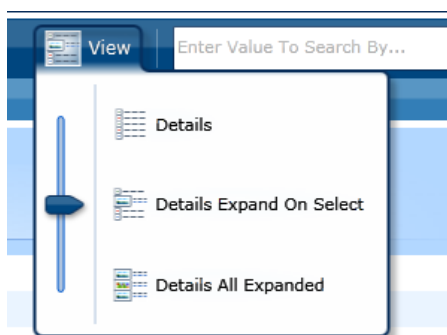 View
Enter Value To Search By...
Details
Details Expand On Select
Details All Expanded